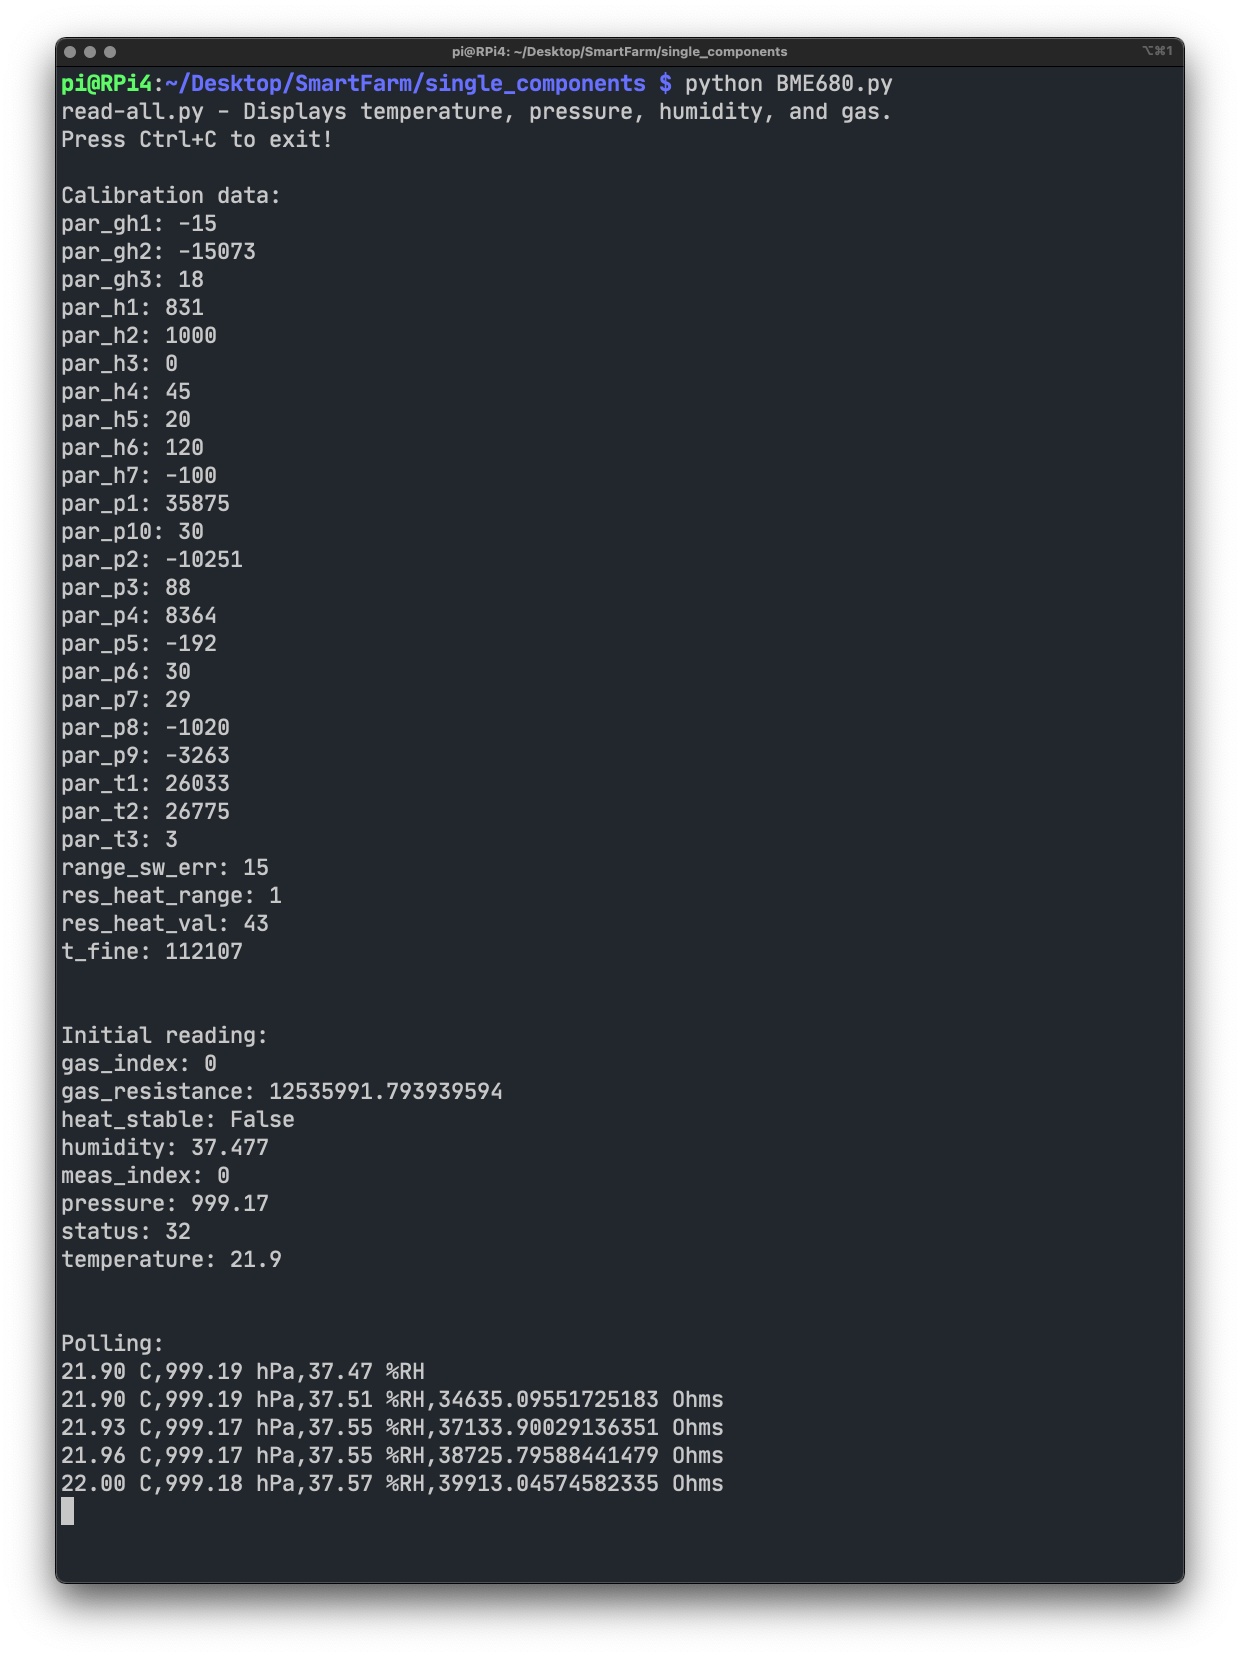 pi@RPi4: ~/Desktop/SmartFarm/single_components
⌥⌘1
pi@RPi4:~/Desktop/SmartFarm/single_components $ python BME680.py
read-all.py - Displays temperature, pressure, humidity, and gas.
Press Ctrl+C to exit!
Calibration data:
par_gh1: -15
par_gh2: -15073
par_gh3: 18
par_h1: 831
par_h2: 1000
par_h3: 0
par_h4: 45
par_h5: 20
par_h6: 120
par_h7: -100
par_p1: 35875
par_p10: 30
par_p2: -10251
par_p3: 88
par_p4: 8364
par_p5: -192
par_p6: 30
par_p7: 29
par_p8: -1020
par_p9: -3263
par_t1: 26033
par_t2: 26775
par_t3: 3
range_sw_err: 15
res_heat_range: 1
res_heat_val: 43
t_fine: 112107
Initial reading:
gas_index: 0
gas_resistance: 12535991.793939594
heat_stable: False
humidity: 37.477
meas_index: 0
pressure: 999.17
status: 32
temperature: 21.9
Polling:
21.90 C,999.19 hPa,37.47 %RH
21.90 C,999.19 hPa,37.51 %RH,34635.09551725183 Ohms
21.93 C,999.17 hPa,37.55 %RH,37133.90029136351 Ohms
21.96 C,999.17 hPa,37.55 %RH,38725.79588441479 Ohms
22.00 C,999.18 hPa,37.57 %RH,39913.04574582335 Ohms